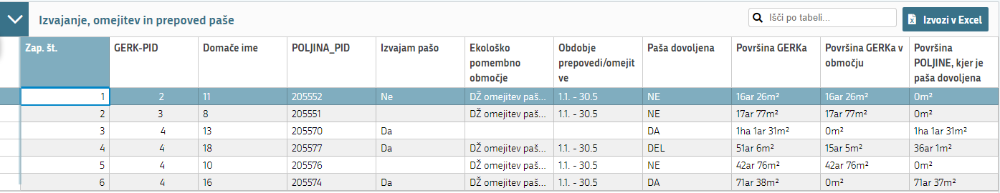 Izvajanje, omejitev in prepoved paše
Išči po tabeli...
Izvozi v Excel
Zap. št. GERK-PID Domače ime POLJINA_PID Izvajam pašo Ekološko pomembno območje Obdobje prepovedi/omejitve Paša dovoljena Površina GERKa Površina GERKa v območju Površina POLJINE, kjer je paša dovoljena
1 2 11 205552 Ne DŽ omejitev paš... 1.1. - 30.5 NE 16ar 26m² 16ar 26m² 0m²
2 3 8 205551 DŽ omejitev paš... 1.1. - 30.5 NE 17ar 77m² 17ar 77m² 0m²
3 4 13 205570 Da DA 1ha 1ar 31m² 0m² 1ha 1ar 31m²
4 4 18 205577 Da DŽ omejitev paš... 1.1. - 30.5 DEL 51ar 6m² 15ar 5m² 36ar 1m²
5 4 10 205576 DŽ omejitev paš... 1.1. - 30.5 NE 42ar 76m² 42ar 76m² 0m²
6 4 16 205574 Da DŽ omejitev paš... 1.1. - 30.5 DA 71ar 38m² 0m² 71ar 37m²